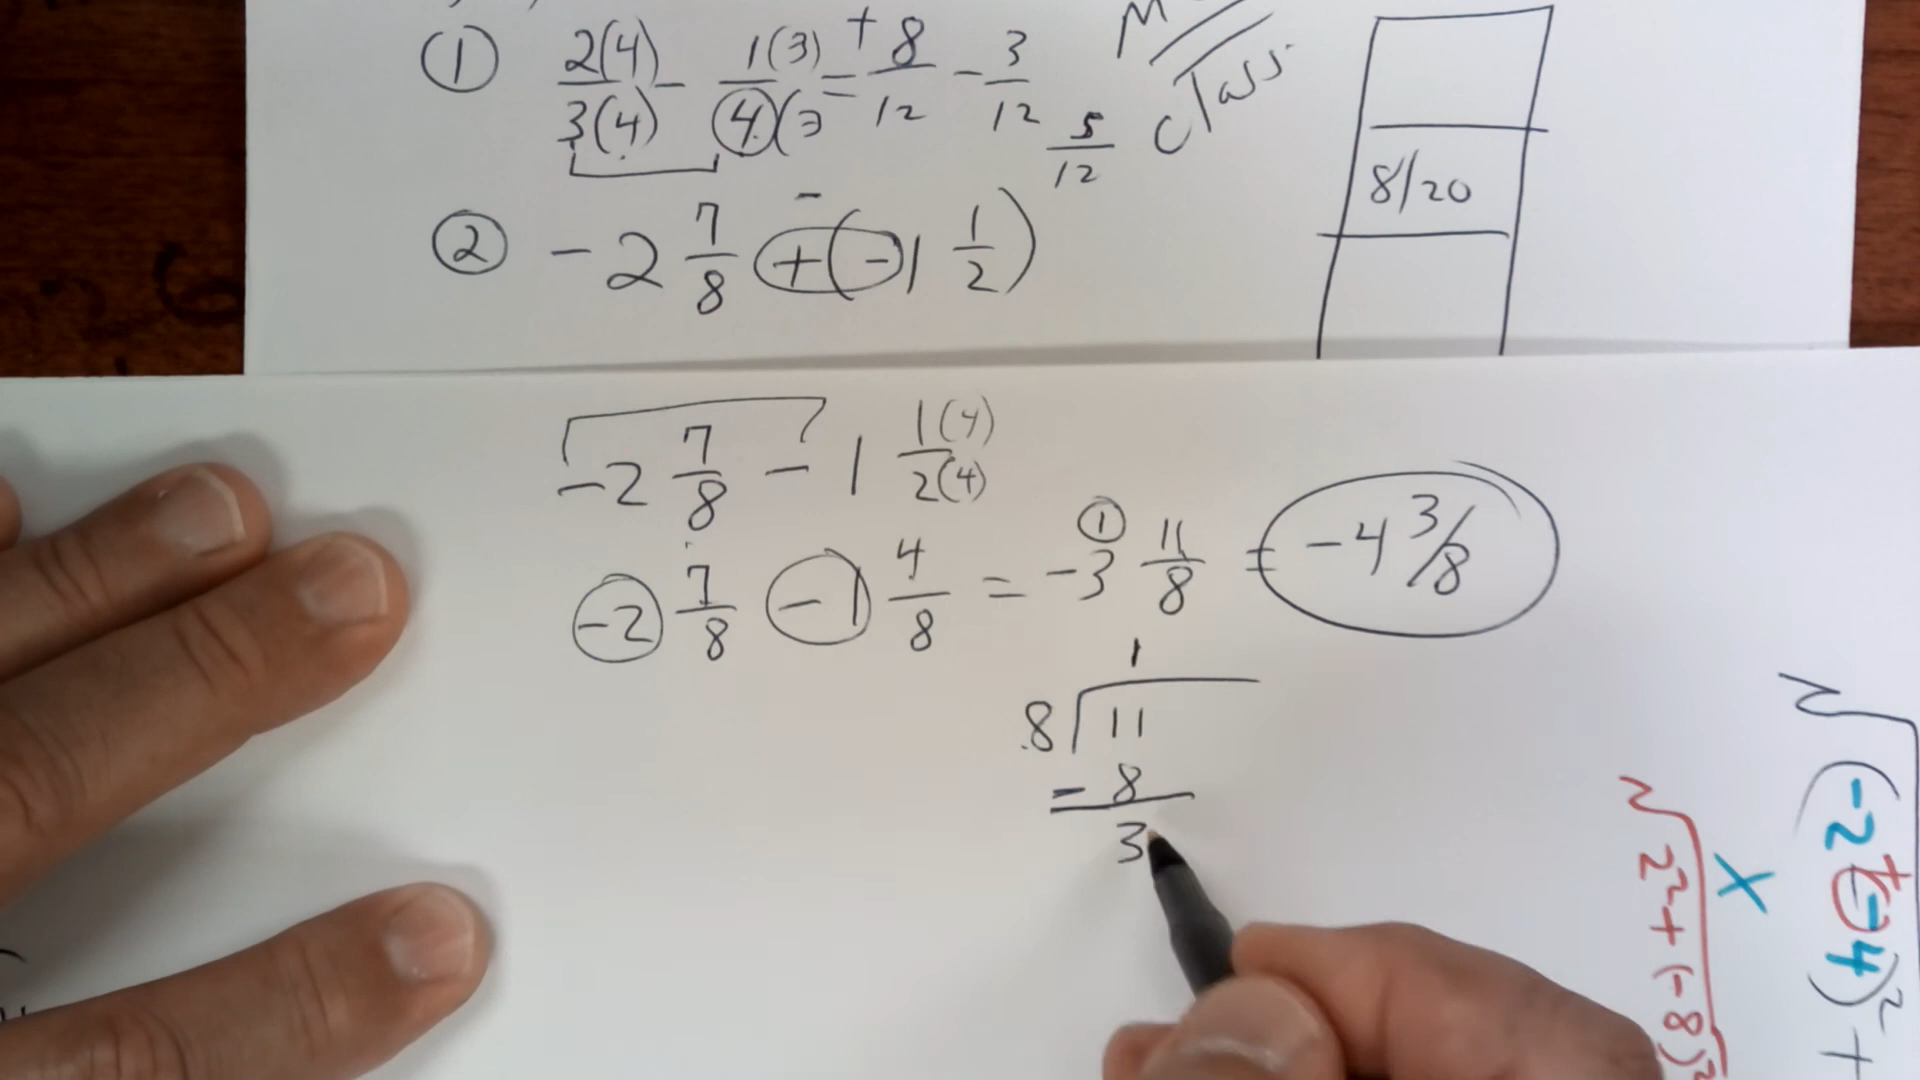 ① 2(4)/3(4) - 1(3)/4(3 = +8/12 - 3/12
5/12
class
8/20
② -2 7/8 + (-1 1/2)
-
-2 7/8 - 1 1(4)/2(4)
-2 7/8 - 1 4/8 = -3 11/8 = -4 3/8
①
1
8 11
- 8
3
√(-2+-4)² +
X
√2² + (-8)²